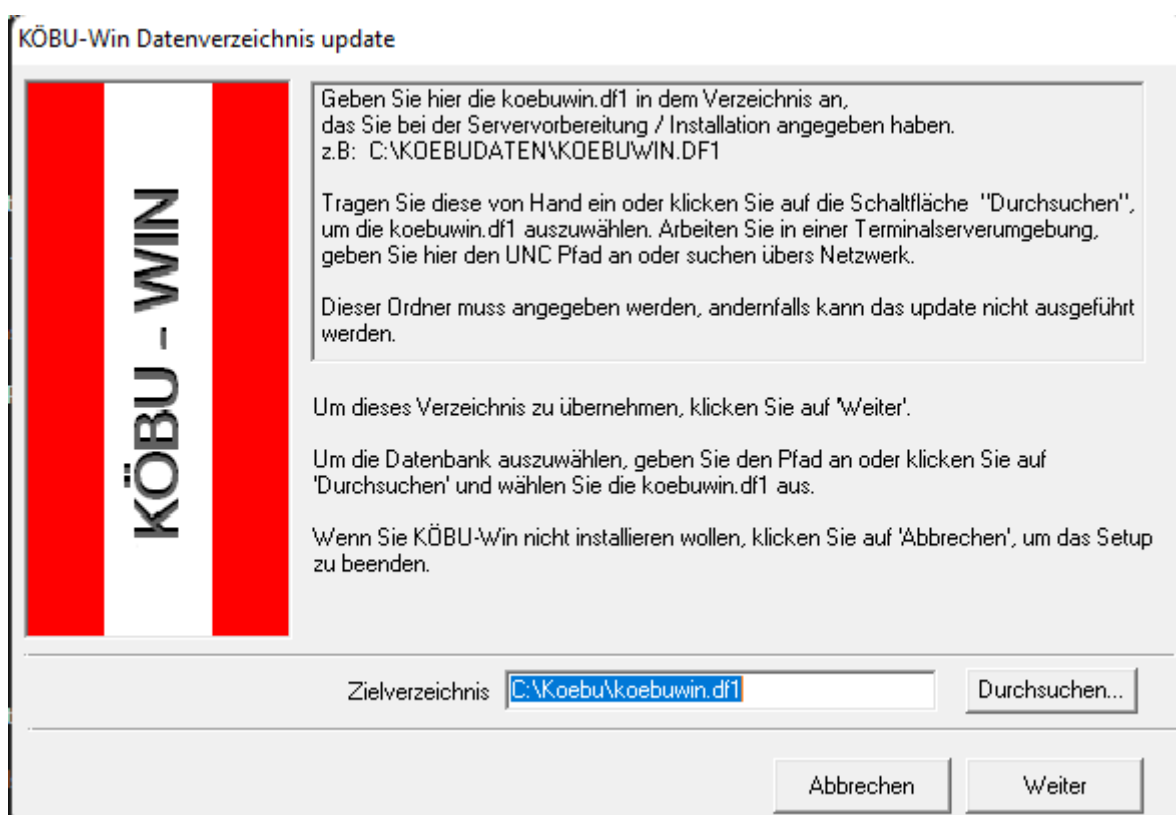 KÖBU-Win Datenverzeichnis update
KÖBU - WIN
Geben Sie hier die koebuwin.df1 in dem Verzeichnis an,
das Sie bei der Servervorbereitung / Installation angegeben haben.
z.B: C:\KOEBUDATEN\KOEBUWIN.DF1
Tragen Sie diese von Hand ein oder klicken Sie auf die Schaltfläche "Durchsuchen",
um die koebuwin.df1 auszuwählen. Arbeiten Sie in einer Terminalserverumgebung,
geben Sie hier den UNC Pfad an oder suchen übers Netzwerk.
Dieser Ordner muss angegeben werden, andernfalls kann das update nicht ausgeführt
werden.
Um dieses Verzeichnis zu übernehmen, klicken Sie auf 'Weiter'.
Um die Datenbank auszuwählen, geben Sie den Pfad an oder klicken Sie auf
'Durchsuchen' und wählen Sie die koebuwin.df1 aus.
Wenn Sie KÖBU-Win nicht installieren wollen, klicken Sie auf 'Abbrechen', um das Setup
zu beenden.
Zielverzeichnis C:\Koebu\koebuwin.df1 Durchsuchen...
Abbrechen Weiter